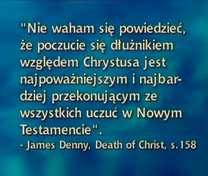 "Nie waham się powiedzieć,
że poczucie się dłużnikiem
względem Chrystusa jest
najpoważniejszym i najbar-
dziej przekonującym ze
wszystkich uczuć w Nowym
Testamencie".
- James Denny, Death of Christ, s.158